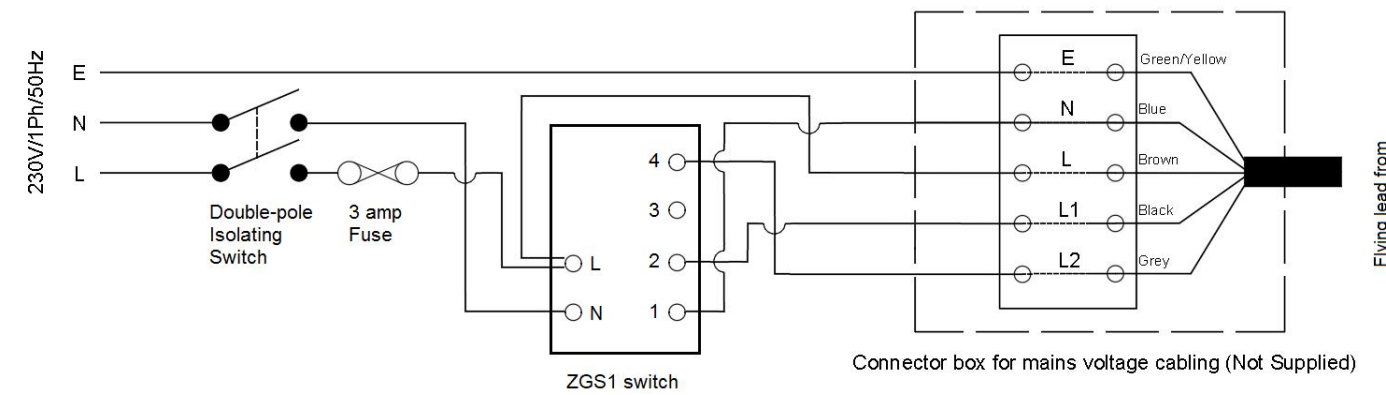 230V/1Ph/50Hz
E
N
L
Double-pole
Isolating
Switch
3 amp
Fuse
4
3
2
1
L
N
ZGS1 switch
E
N
L
L1
L2
Green/Yellow
Blue
Brown
Black
Grey
Connector box for mains voltage cabling (Not Supplied)
Flying lead from